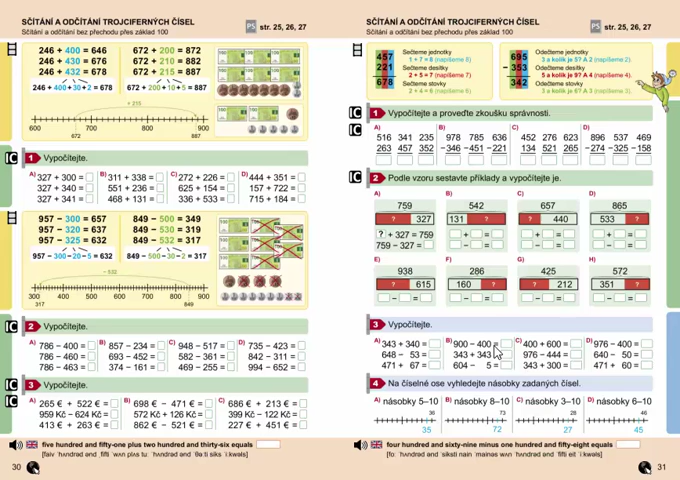 SČÍTÁNÍ A ODČÍTÁNÍ TROJCIFERNÝCH ČÍSEL
Sčítání a odčítání bez přechodu přes základ 100
PS str. 25, 26, 27
246 + 400 = 646
246 + 430 = 676
246 + 432 = 678
246 + 400 + 30 + 2 = 678
672 + 200 = 872
672 + 210 = 882
672 + 215 = 887
672 + 200 + 10 + 5 = 887
+ 215
600 700 800 900
672 887
1 Vypočítejte.
A) 327 + 300 =
327 + 340 =
327 + 341 =
B) 311 + 338 =
551 + 236 =
468 + 131 =
C) 272 + 226 =
625 + 154 =
336 + 533 =
D) 444 + 351 =
157 + 722 =
715 + 184 =
957 − 300 = 657
957 − 320 = 637
957 − 325 = 632
957 − 300 − 20 − 5 = 632
849 − 500 = 349
849 − 530 = 319
849 − 532 = 317
849 − 500 − 30 − 2 = 317
− 532
300 400 500 600 700 800 900
317 849
2 Vypočítejte.
A) 786 − 400 =
786 − 460 =
786 − 463 =
B) 857 − 234 =
693 − 452 =
374 − 161 =
C) 948 − 517 =
582 − 361 =
469 − 255 =
D) 735 − 423 =
842 − 311 =
994 − 652 =
3 Vypočítejte.
A) 265 € + 522 € =
959 Kč − 624 Kč =
413 € + 263 € =
B) 698 € − 471 € =
572 Kč + 126 Kč =
862 € − 521 € =
C) 686 € + 213 € =
399 Kč − 122 Kč =
227 € + 451 € =
five hundred and fifty-one plus two hundred and thirty-six equals
30
SČÍTÁNÍ A ODČÍTÁNÍ TROJCIFERNÝCH ČÍSEL
Sčítání a odčítání bez přechodu přes základ 100
PS str. 25, 26, 27
457
221
678
Sečteme jednotky
1 + 7 = 8 (napíšeme 8)
Sečteme desítky
2 + 5 = 7 (napíšeme 7)
Sečteme stovky
2 + 4 = 6 (napíšeme 6)
695
− 353
342
Odečteme jednotky
3 a kolik je 5? A 2 (napíšeme 2).
Odečteme desítky
5 a kolik je 9? A 4 (napíšeme 4).
Odečteme stovky
3 a kolik je 6? A 3 (napíšeme 3).
1 Vypočítejte a proveďte zkoušku správnosti.
A) 516 341 235
263 457 352
B) 978 785 636
−346 −451 −221
C) 452 276 623
134 521 265
D) 896 537 469
−274 −325 −158
2 Podle vzoru sestavte příklady a vypočítejte je.
A) 759
? 327
? + 327 = 759
759 − 327 =
B) 542
131 ?
+ =
− =
C) 657
? 440
+ =
− =
D) 865
533 ?
+ =
− =
E) 938
? 615
− =
F) 286
160 ?
− =
G) 425
? 212
− =
H) 572
351 ?
− =
3 Vypočítejte.
A) 343 + 340 =
648 − 53 =
471 + 67 =
B) 900 − 400 =
343 + 343
604 − 5 =
C) 400 + 600 =
976 − 444 =
343 + 300 =
D) 976 − 400 =
640 − 50 =
471 + 60 =
4 Na číselné ose vyhledejte násobky zadaných čísel.
A) násobky 5–10
36
35
B) násobky 8–10
73
72
C) násobky 3–10
28
27
D) násobky 6–10
46
45
four hundred and sixty-nine minus one hundred and fifty-eight equals
31